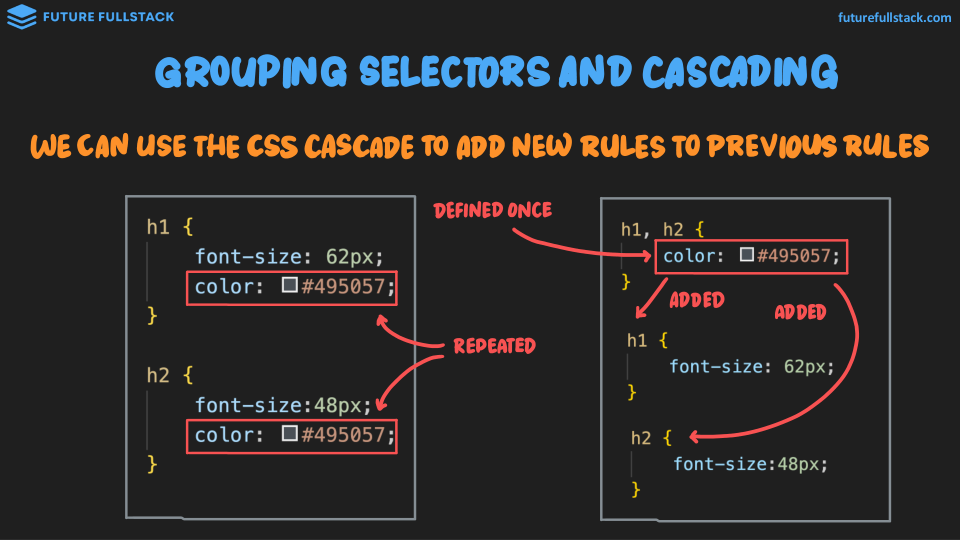 FUTURE FULLSTACK
futurefullstack.com
GROUPING SELECTORS AND CASCADING
WE CAN USE THE CSS CASCADE TO ADD NEW RULES TO PREVIOUS RULES
h1 {
font-size: 62px;
color: #495057;
}
h2 {
font-size:48px;
color: #495057;
}
REPEATED
DEFINED ONCE
h1, h2 {
color: #495057;
}
ADDED
ADDED
h1 {
font-size: 62px;
}
h2 {
font-size:48px;
}